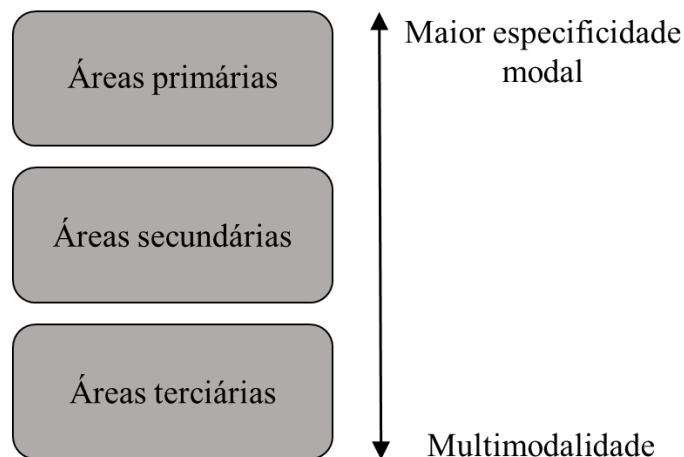 Áreas primárias
Maior especificidade
modal
Áreas secundárias
Áreas terciárias
Multimodalidade